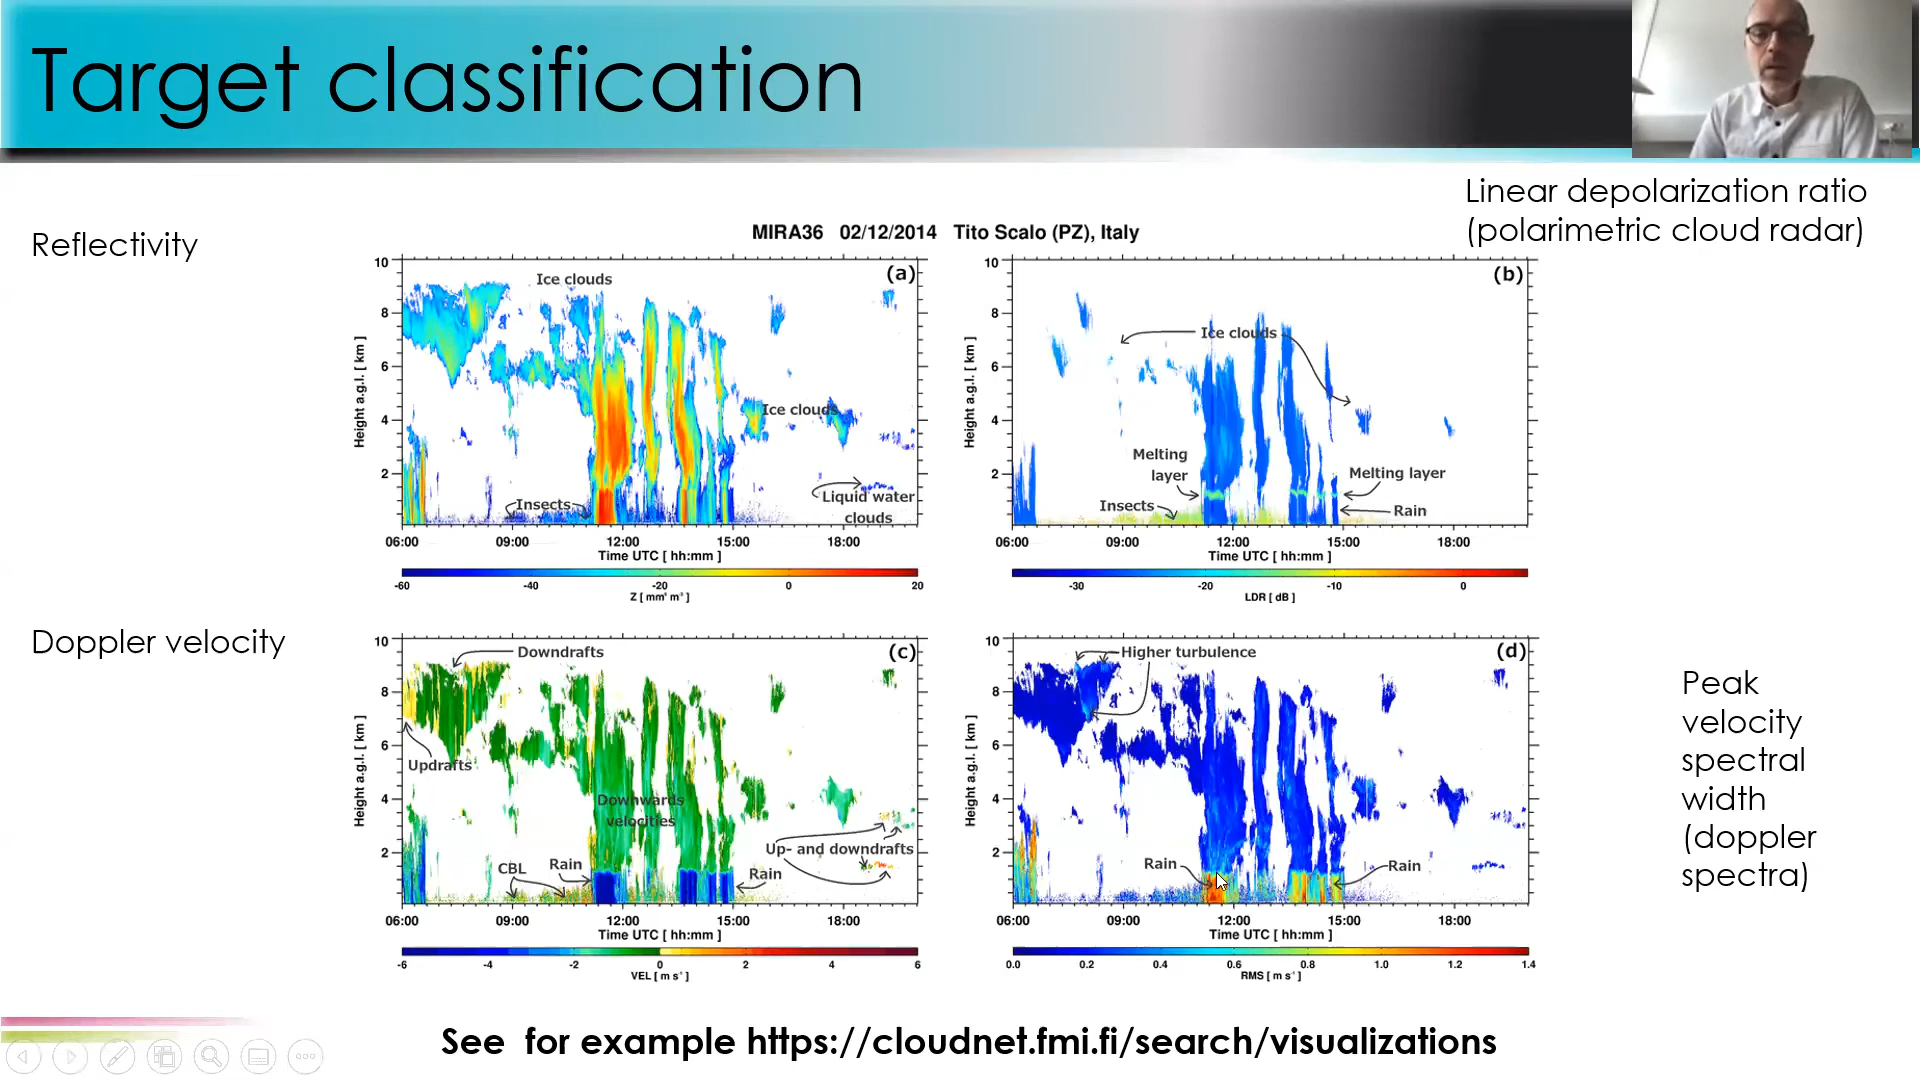 Target classification
Linear depolarization ratio
(polarimetric cloud radar)
Reflectivity
MIRA36 02/12/2014 Tito Scalo (PZ), Italy
(a)
Ice clouds
Ice clouds
Insects
Liquid water
clouds
Height a.g.l. [ km ]
10
8
6
4
2
06:00 09:00 12:00 15:00 18:00
Time UTC [ hh:mm ]
-60 -40 -20 0 20
Z [ mm⁶ m⁻³ ]
(b)
Ice clouds
Melting
layer
Melting layer
Insects
Rain
Height a.g.l. [ km ]
10
8
6
4
2
06:00 09:00 12:00 15:00 18:00
Time UTC [ hh:mm ]
-30 -20 -10 0
LDR [ dB ]
Doppler velocity
(c)
Downdrafts
Updrafts
Downwards
velocities
Up- and downdrafts
CBL
Rain
Rain
Height a.g.l. [ km ]
10
8
6
4
2
06:00 09:00 12:00 15:00 18:00
Time UTC [ hh:mm ]
-6 -4 -2 0 2 4 6
VEL [ m s⁻¹ ]
(d)
Higher turbulence
Rain
Rain
Height a.g.l. [ km ]
10
8
6
4
2
06:00 09:00 12:00 15:00 18:00
Time UTC [ hh:mm ]
0.0 0.2 0.4 0.6 0.8 1.0 1.2 1.4
RMS [ m s⁻¹ ]
Peak
velocity
spectral
width
(doppler
spectra)
See for example https://cloudnet.fmi.fi/search/visualizations